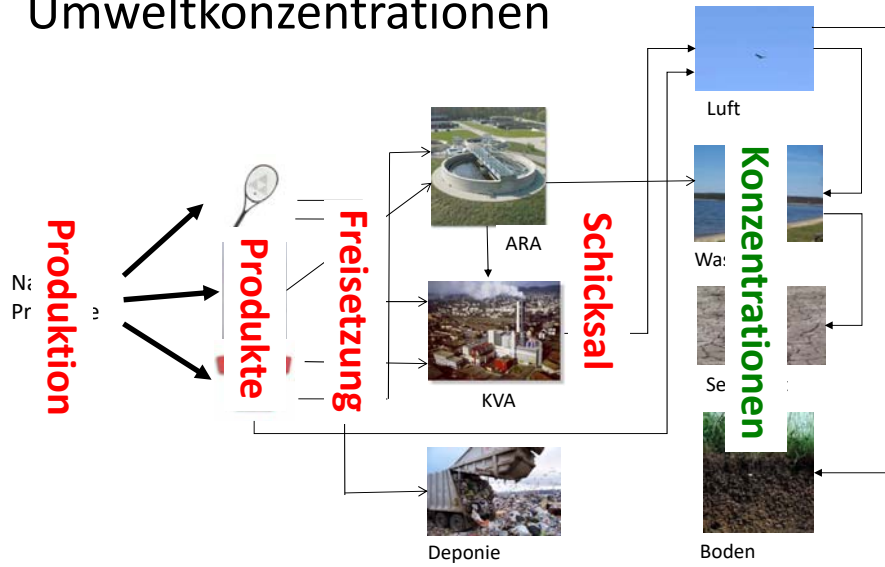 Umweltkonzentrationen
Luft
Produktion
Produkte
Freisetzung
ARA
Schicksal
Konzentrationen
KVA
Deponie
Boden